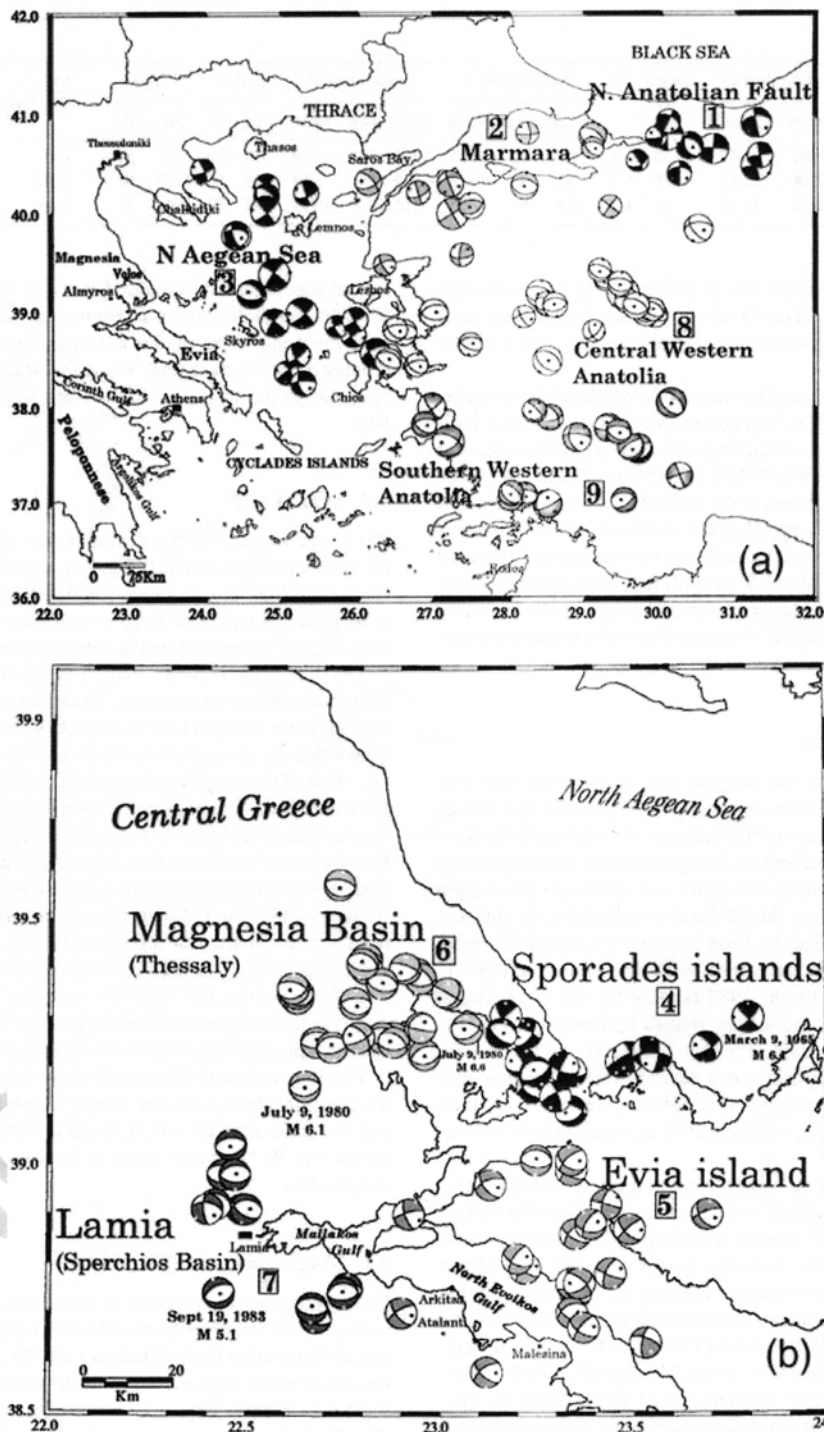 42.0
BLACK SEA
N. Anatolian Fault
THRACE
41.0
1
2
Thessaloniki
Thasos
Marmara
Saros Bay
40.0
Chalkidiki
Lemnos
N Aegean Sea
Magnesia
Volos
3
Almyros
Lesbos
39.0
8
Skyros
Evia
Central Western
Anatolia
Corinth Gulf
Athens
Chios
38.0
Peloponnese
CYCLADES ISLANDS
Southern Western
Anatolia
9
37.0
Rodos
(a)
0 75Km
36.0
22.0 23.0 24.0 25.0 26.0 27.0 28.0 29.0 30.0 31.0 32.0
39.9
Central Greece
North Aegean Sea
39.5
Magnesia Basin
(Thessaly)
6
Sporades islands
4
March 9, 1965
M 6.1
July 9, 1980
M 6.6
July 9, 1980
M 6.1
39.0
Evia island
5
Lamia
(Sperchios Basin)
Lamia
Maliakos
Gulf
7
North Evoikos
Gulf
Arkitsa
Atalanti
Sept 19, 1983
M 5.1
Malesina
(b)
0 20
Km
38.5
22.0 22.5 23.0 23.5 24